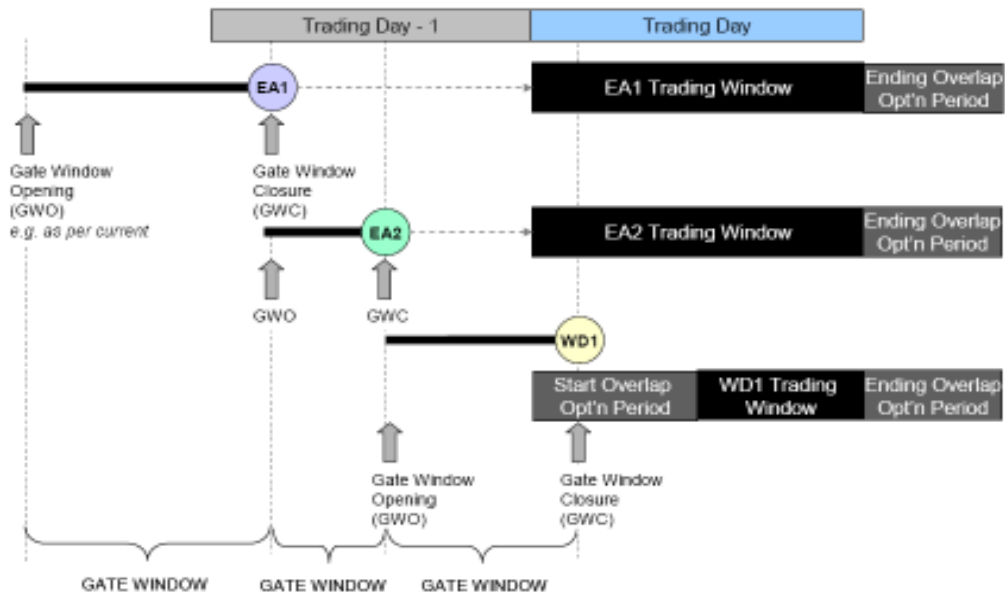 Trading Day - 1
Trading Day
EA1
EA1 Trading Window
Ending Overlap
Opt'n Period
Gate Window
Opening
(GWO)
e.g. as per current
Gate Window
Closure
(GWC)
EA2
EA2 Trading Window
Ending Overlap
Opt'n Period
GWO
GWC
WD1
Start Overlap
Opt'n Period
WD1 Trading
Window
Ending Overlap
Opt'n Period
Gate Window
Opening
(GWO)
Gate Window
Closure
(GWC)
GATE WINDOW
GATE WINDOW
GATE WINDOW